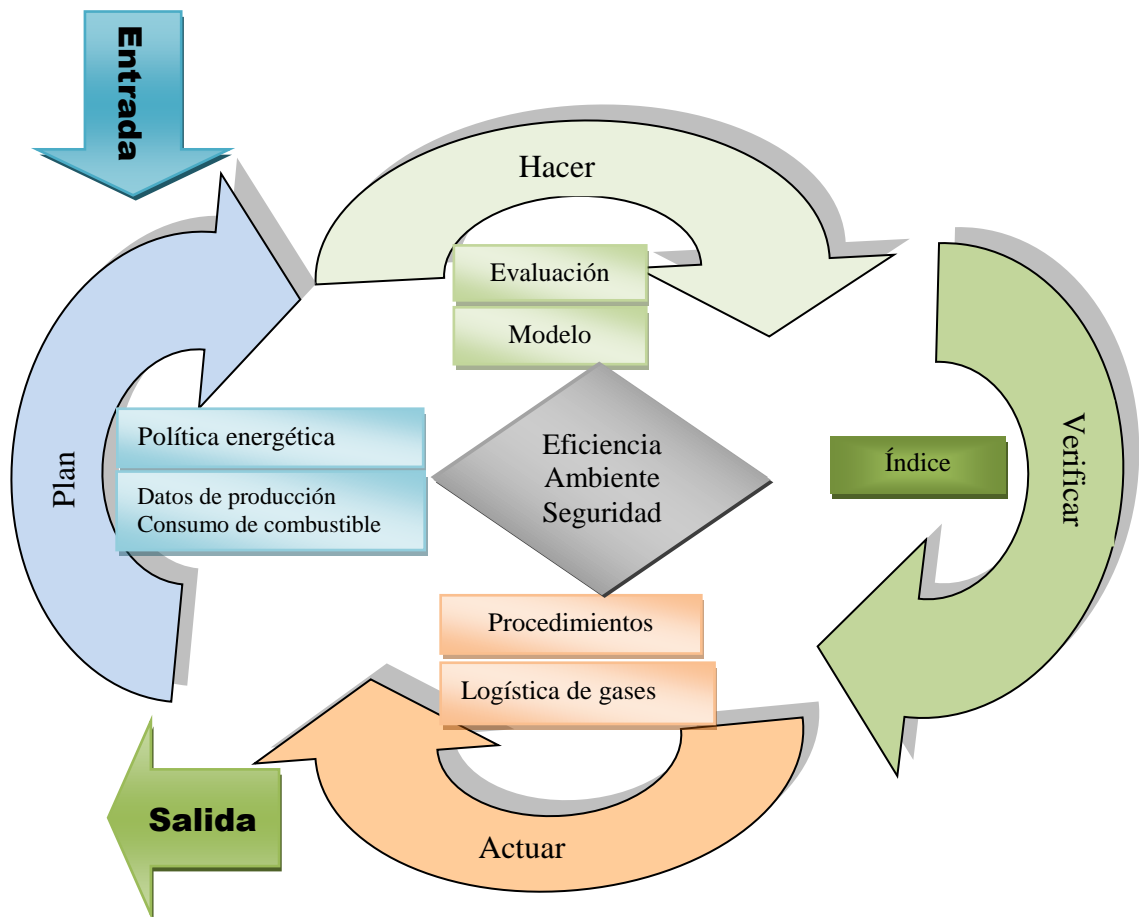 Entrada
Hacer
Evaluación
Modelo
Plan
Política energética
Datos de producción
Consumo de combustible
Eficiencia
Ambiente
Seguridad
Índice
Verificar
Procedimientos
Logística de gases
Salida
Actuar